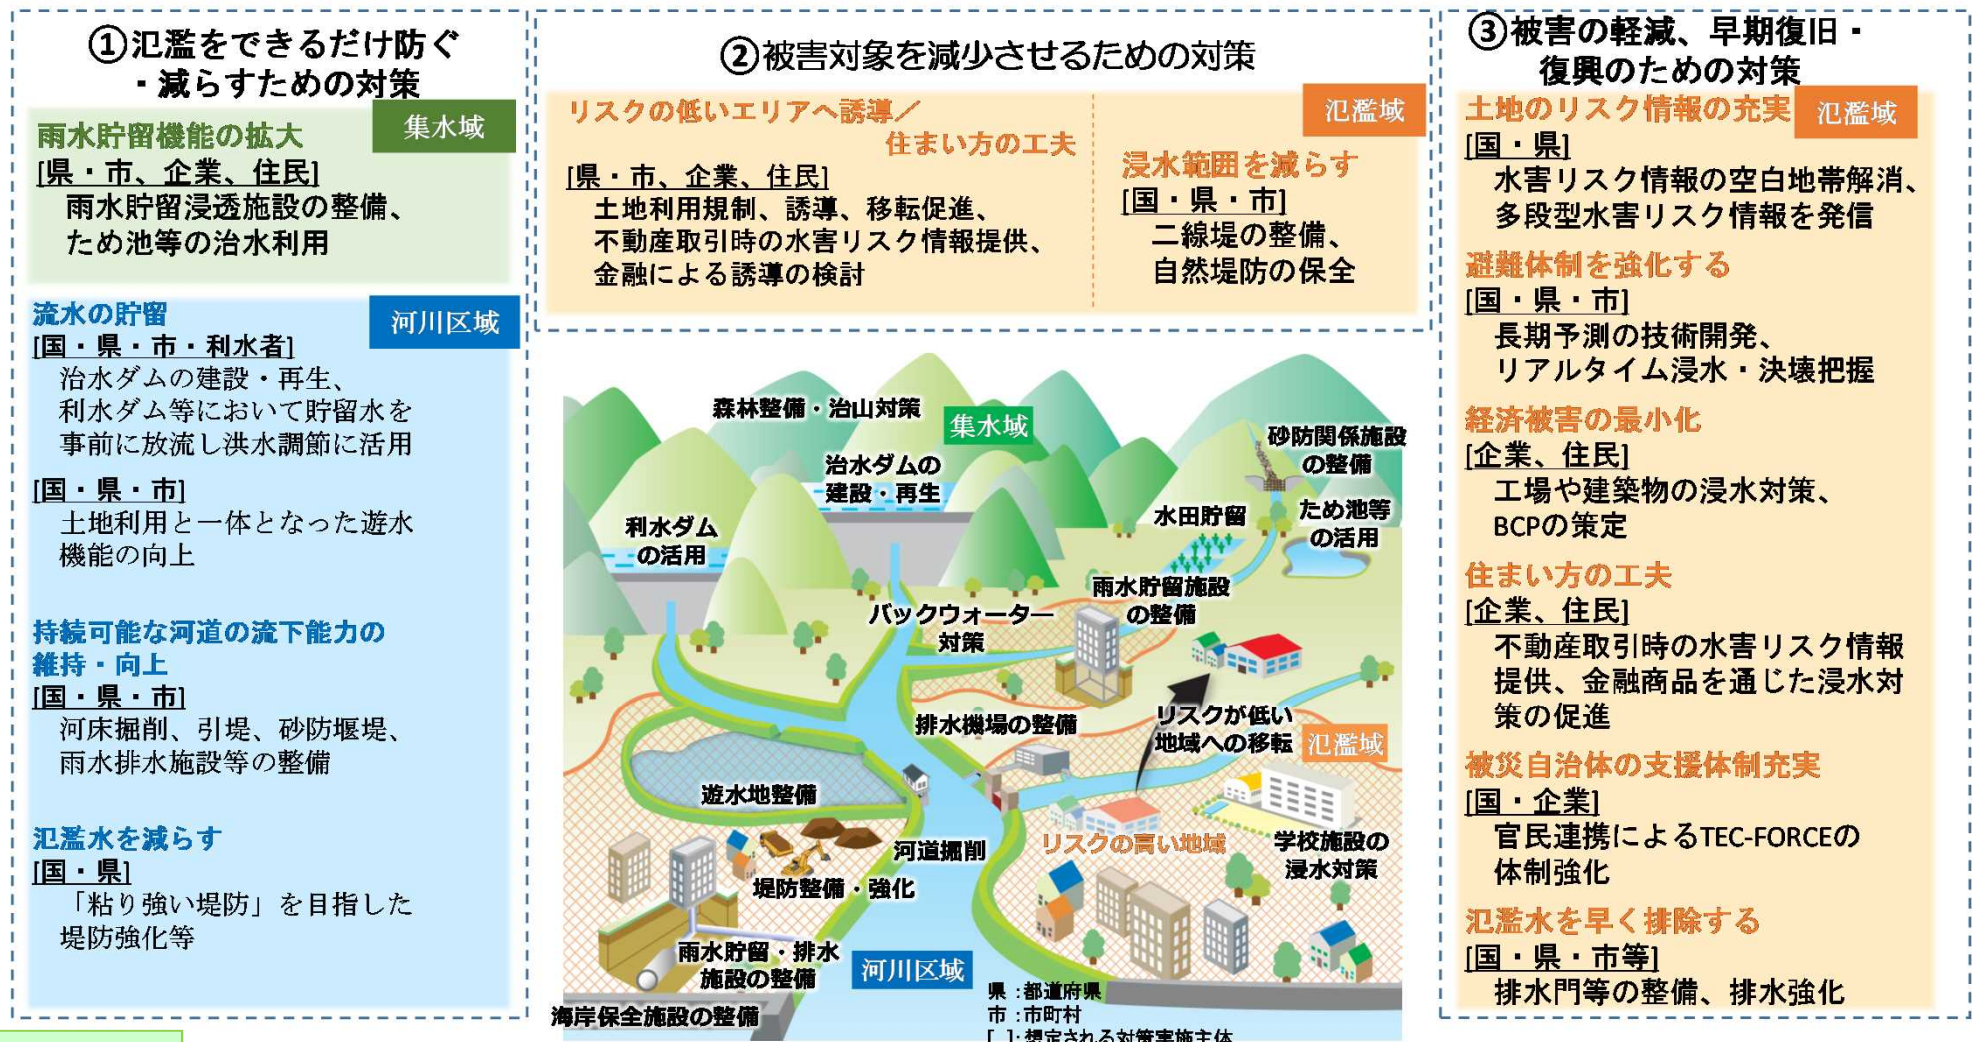 ①氾濫をできるだけ防ぐ
・減らすための対策
集水域
雨水貯留機能の拡大
[県・市、企業、住民]
雨水貯留浸透施設の整備、
ため池等の治水利用
河川区域
流水の貯留
[国・県・市・利水者]
治水ダムの建設・再生、
利水ダム等において貯留水を
事前に放流し洪水調節に活用
[国・県・市]
土地利用と一体となった遊水
機能の向上
持続可能な河道の流下能力の
維持・向上
[国・県・市]
河床掘削、引堤、砂防堰堤、
雨水排水施設等の整備
氾濫水を減らす
[国・県]
「粘り強い堤防」を目指した
堤防強化等
②被害対象を減少させるための対策
リスクの低いエリアへ誘導／
住まい方の工夫
[県・市、企業、住民]
土地利用規制、誘導、移転促進、
不動産取引時の水害リスク情報提供、
金融による誘導の検討
氾濫域
浸水範囲を減らす
[国・県・市]
二線堤の整備、
自然堤防の保全
森林整備・治山対策
集水域
砂防関係施設
の整備
治水ダムの
建設・再生
利水ダム
の活用
水田貯留
ため池等
の活用
雨水貯留施設
の整備
バックウォーター
対策
排水機場の整備
リスクが低い
地域への移転
氾濫域
遊水地整備
河道掘削
リスクの高い地域
学校施設の
浸水対策
堤防整備・強化
雨水貯留・排水
施設の整備
河川区域
海岸保全施設の整備
県：都道府県
市：市町村
[ ]：想定される対策実施主体
③被害の軽減、早期復旧・
復興のための対策
氾濫域
土地のリスク情報の充実
[国・県]
水害リスク情報の空白地帯解消、
多段型水害リスク情報を発信
避難体制を強化する
[国・県・市]
長期予測の技術開発、
リアルタイム浸水・決壊把握
経済被害の最小化
[企業、住民]
工場や建築物の浸水対策、
BCPの策定
住まい方の工夫
[企業、住民]
不動産取引時の水害リスク情報
提供、金融商品を通じた浸水対
策の促進
被災自治体の支援体制充実
[国・企業]
官民連携によるTEC-FORCEの
体制強化
氾濫水を早く排除する
[国・県・市等]
排水門等の整備、排水強化